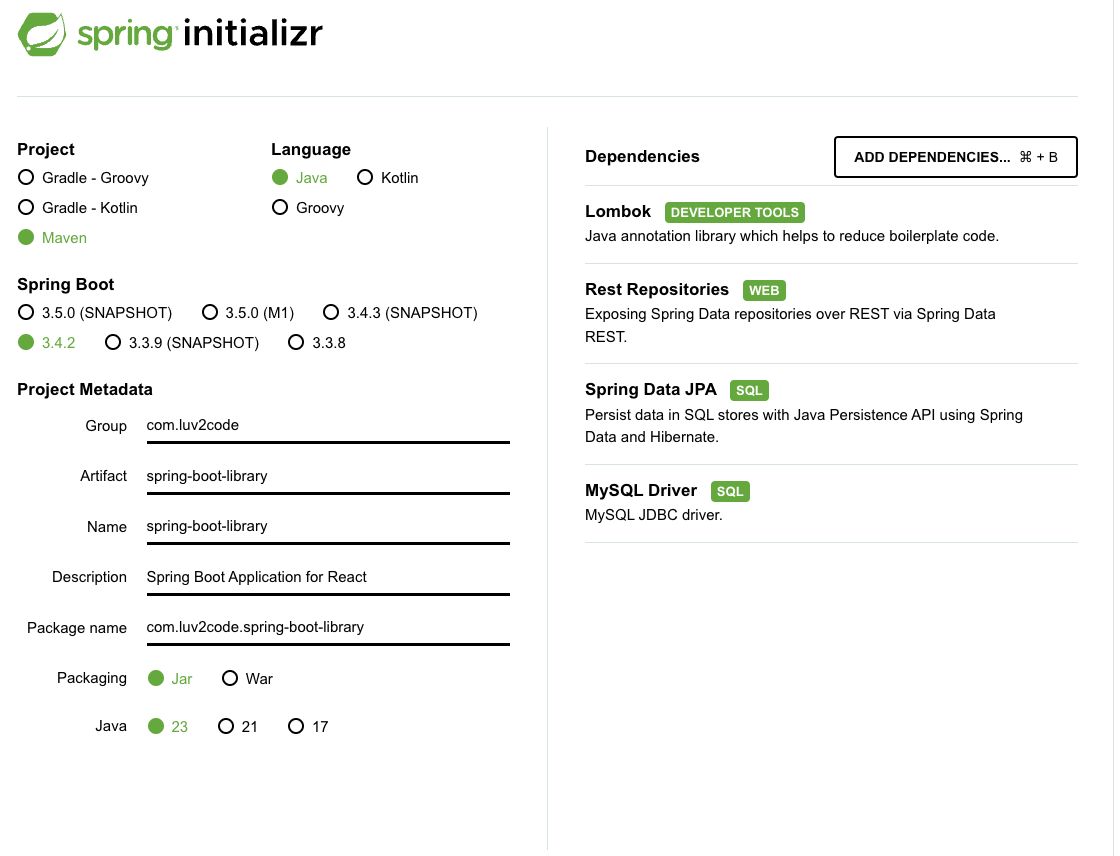 spring initializr
Project
Gradle - Groovy
Gradle - Kotlin
Maven
Language
Java Kotlin
Groovy
Spring Boot
3.5.0 (SNAPSHOT) 3.5.0 (M1) 3.4.3 (SNAPSHOT)
3.4.2 3.3.9 (SNAPSHOT) 3.3.8
Project Metadata
Group com.luv2code
Artifact spring-boot-library
Name spring-boot-library
Description Spring Boot Application for React
Package name com.luv2code.spring-boot-library
Packaging Jar War
Java 23 21 17
Dependencies ADD DEPENDENCIES... ⌘ + B
Lombok DEVELOPER TOOLS
Java annotation library which helps to reduce boilerplate code.
Rest Repositories WEB
Exposing Spring Data repositories over REST via Spring Data
REST.
Spring Data JPA SQL
Persist data in SQL stores with Java Persistence API using Spring
Data and Hibernate.
MySQL Driver SQL
MySQL JDBC driver.